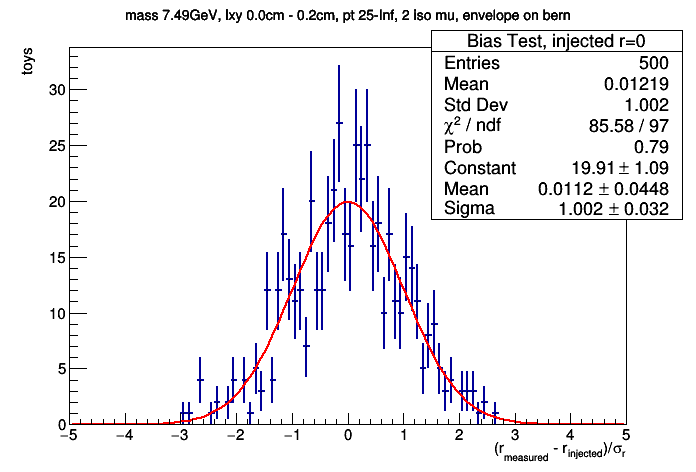 mass 7.49GeV, lxy 0.0cm - 0.2cm, pt 25-Inf, 2 Iso mu, envelope on bern
Bias Test, injected r=0
Entries 500
Mean 0.01219
Std Dev 1.002
χ² / ndf 85.58 / 97
Prob 0.79
Constant 19.91 ± 1.09
Mean 0.0112 ± 0.0448
Sigma 1.002 ± 0.032
toys
30
25
20
15
10
5
0
−5 −4 −3 −2 −1 0 1 2 3 4 5
(r_measured - r_injected)/σ_r